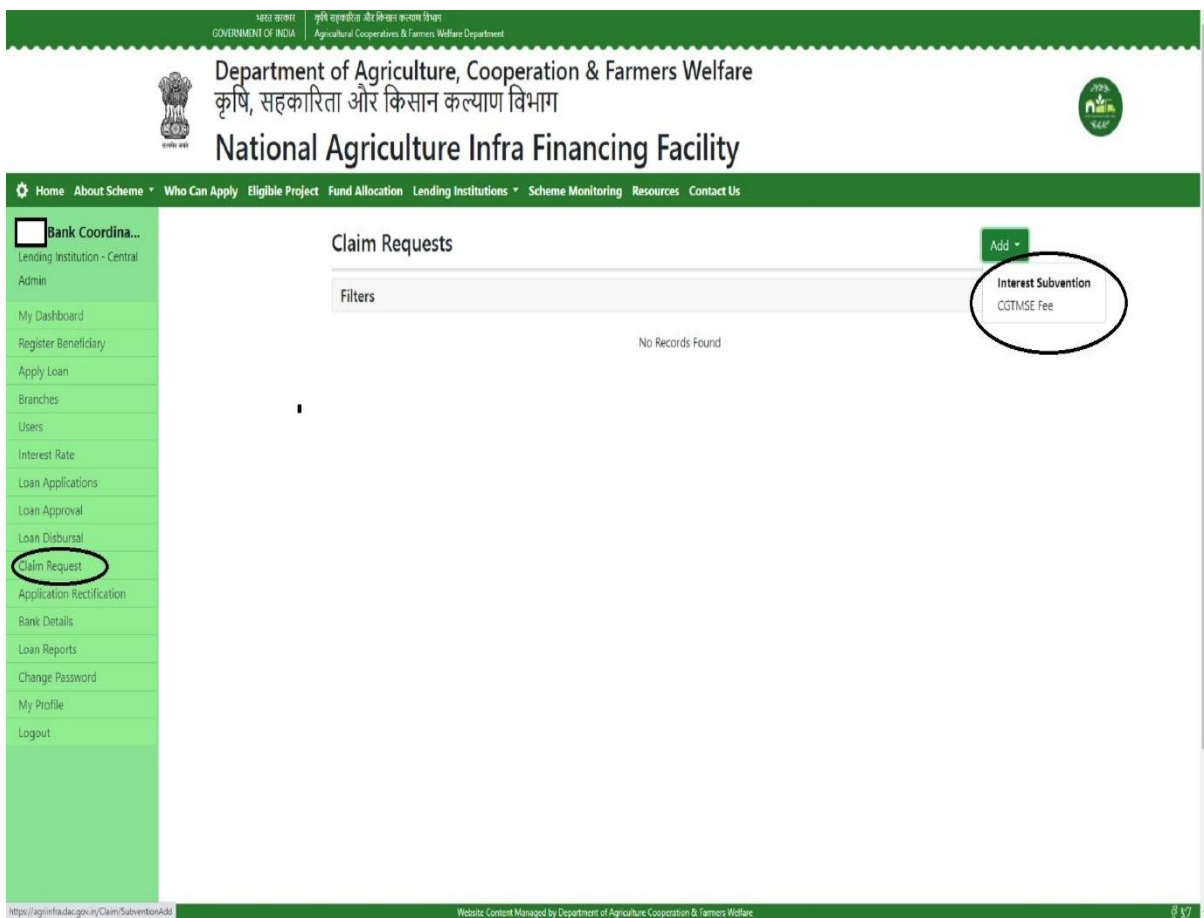 भारत सरकार
GOVERNMENT OF INDIA
कृषि सहकारिता और किसान कल्याण विभाग
Agricultural Cooperatives & Farmers Welfare Department
Department of Agriculture, Cooperation & Farmers Welfare
कृषि, सहकारिता और किसान कल्याण विभाग
National Agriculture Infra Financing Facility
सत्यमेव जयते
Home About Scheme Who Can Apply Eligible Project Fund Allocation Lending Institutions Scheme Monitoring Resources Contact Us
Bank Coordina...
Lending Institution - Central
Admin
My Dashboard
Register Beneficiary
Apply Loan
Branches
Users
Interest Rate
Loan Applications
Loan Approval
Loan Disbursal
Claim Request
Application Rectification
Bank Details
Loan Reports
Change Password
My Profile
Logout
Claim Requests
Add
Interest Subvention
CGTMSE Fee
Filters
No Records Found
https://agriinfra.dac.gov.in/Claim/SubventionAdd
Website Content Managed by Department of Agriculture Cooperation & Farmers Welfare